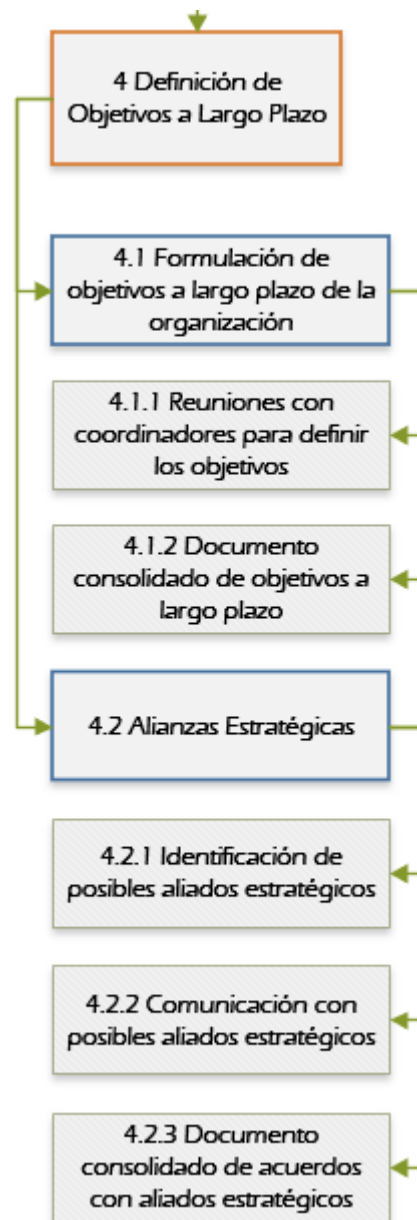 4 Definición de
Objetivos a Largo Plazo
4.1 Formulación de
objetivos a largo plazo de la
organización
4.1.1 Reuniones con
coordinadores para definir
los objetivos
4.1.2 Documento
consolidado de objetivos a
largo plazo
4.2 Alianzas Estratégicas
4.2.1 Identificación de
posibles aliados estratégicos
4.2.2 Comunicación con
posibles aliados estratégicos
4.2.3 Documento
consolidado de acuerdos
con aliados estratégicos